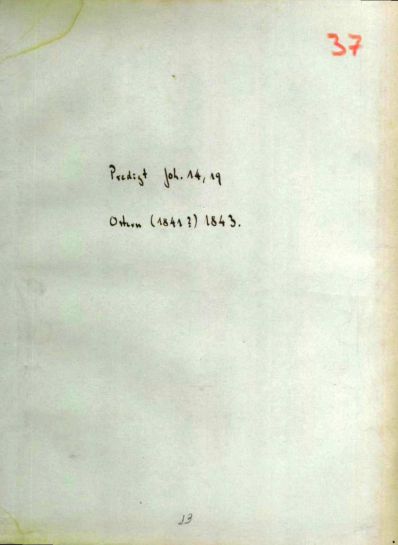 37
Predigt Joh. 14, 19
Ostern (1841?) 1843.
13